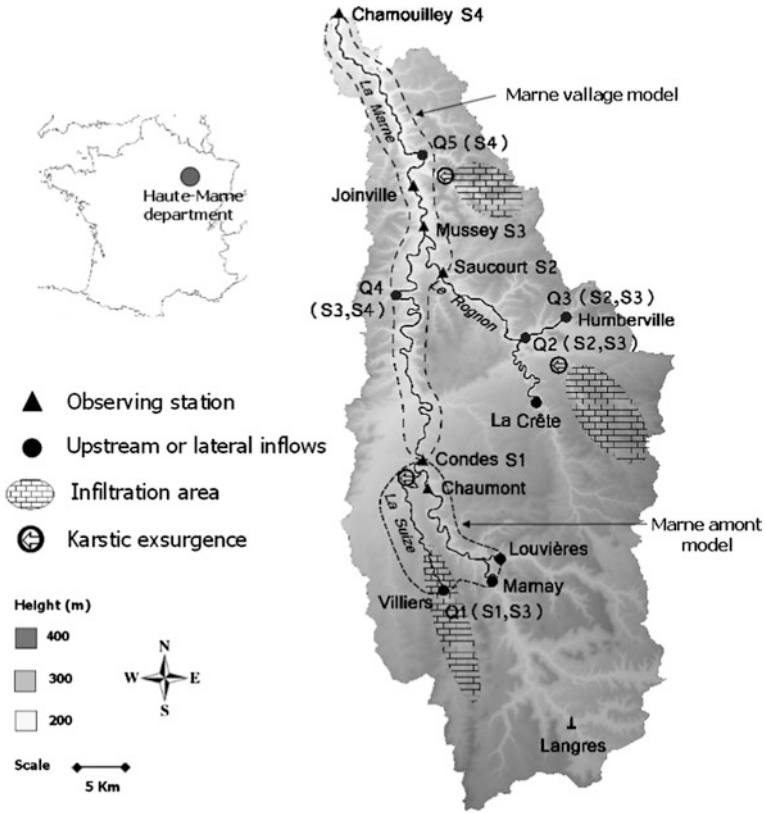 Chamouilley S4
La Marne
Marne vallage model
Q5 (S4)
Haute-Marne
department
Joinville
Mussey S3
Saucourt S2
Q4
(S3,S4)
Le Rognon
Q3 (S2,S3)
Humberville
Q2 (S2,S3)
La Crête
Observing station
Upstream or lateral inflows
Infiltration area
Karstic exsurgence
Condes S1
Chaumont
La Suize
Marne amont
model
Louvières
Marnay
Villiers
Q1 (S1,S3)
Height (m)
400
300
200
N
W E
S
Scale
5 Km
Langres